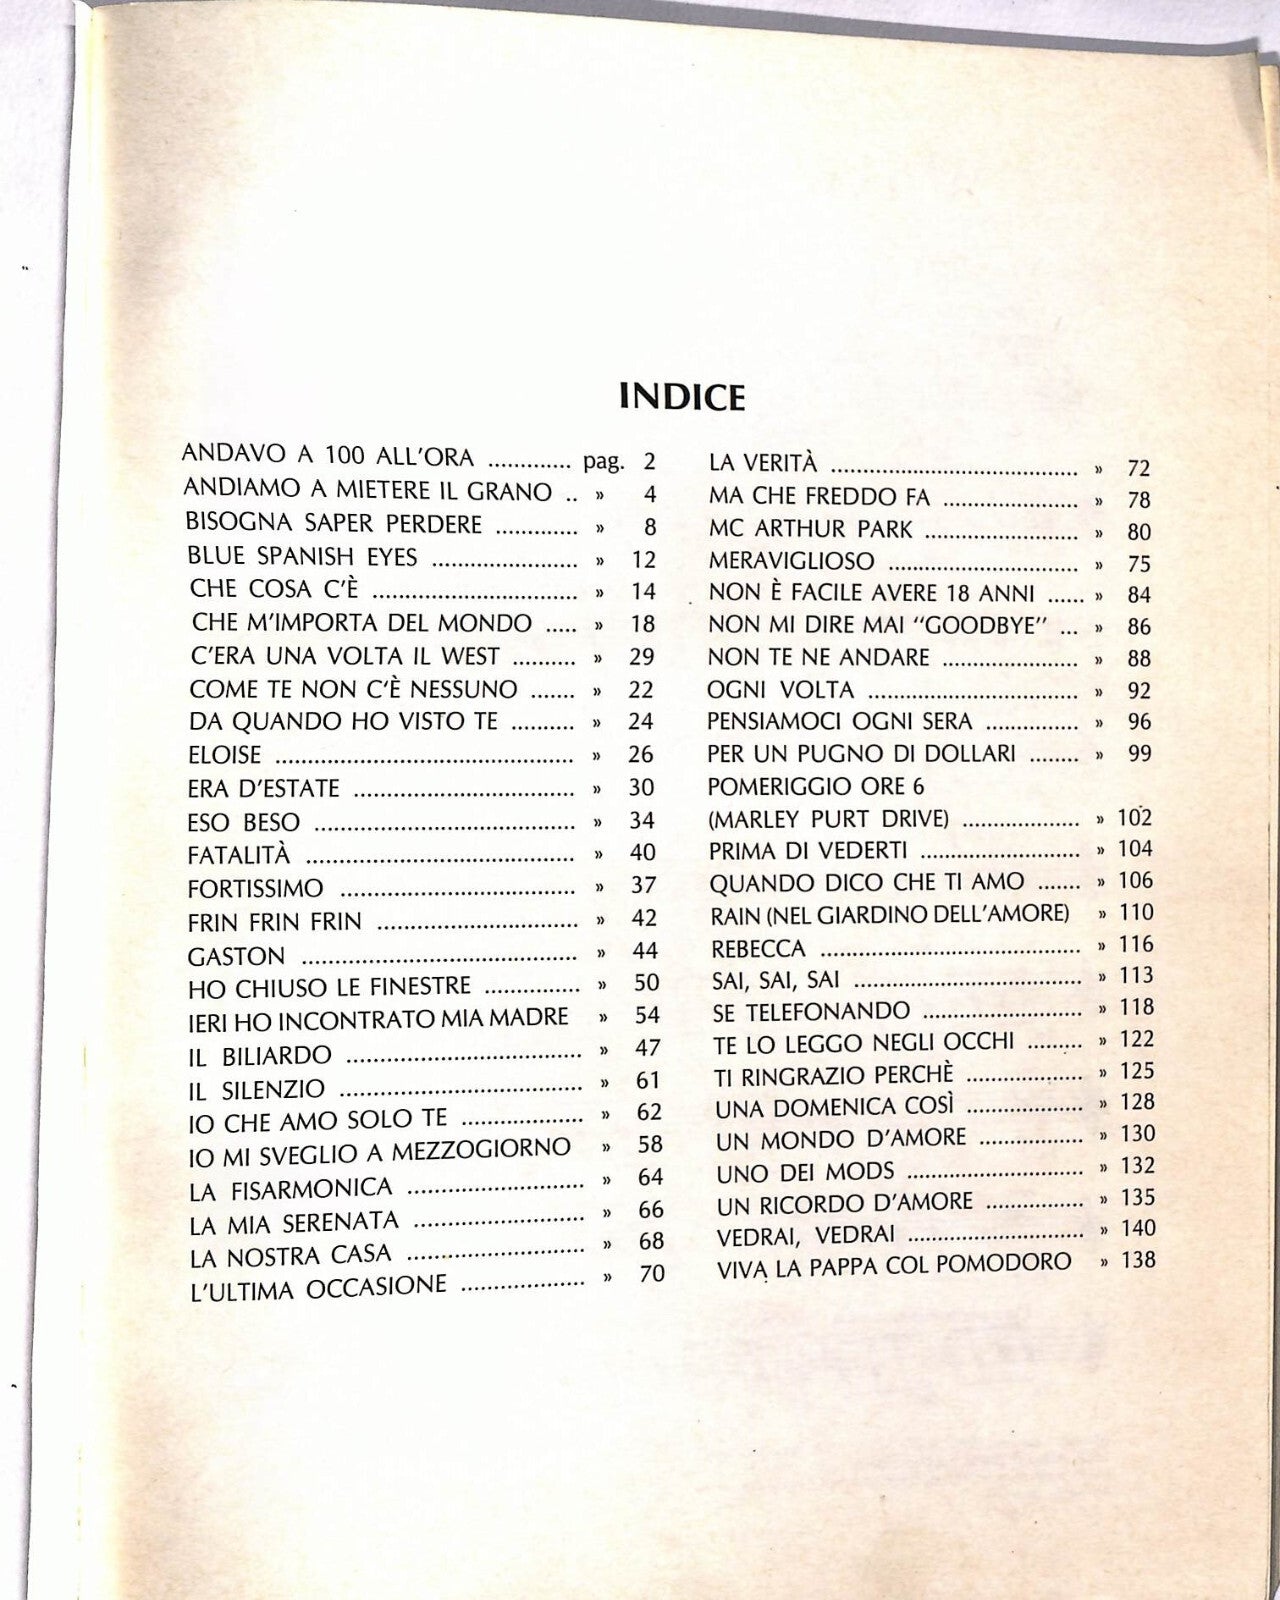 INDICE
ANDAVO A 100 ALL'ORA ............. pag. 2
ANDIAMO A MIETERE IL GRANO .. » 4
BISOGNA SAPER PERDERE ............. » 8
BLUE SPANISH EYES ....................... » 12
CHE COSA C'È ................................ » 14
CHE M'IMPORTA DEL MONDO ..... » 18
C'ERA UNA VOLTA IL WEST .......... » 29
COME TE NON C'È NESSUNO ....... » 22
DA QUANDO HO VISTO TE .......... » 24
ELOISE ............................................... » 26
ERA D'ESTATE ................................... » 30
ESO BESO ......................................... » 34
FATALITÀ .......................................... » 40
FORTISSIMO ..................................... » 37
FRIN FRIN FRIN ................................ » 42
GASTON ........................................... » 44
HO CHIUSO LE FINESTRE ............... » 50
IERI HO INCONTRATO MIA MADRE » 54
IL BILIARDO ..................................... » 47
IL SILENZIO ...................................... » 61
IO CHE AMO SOLO TE ................... » 62
IO MI SVEGLIO A MEZZOGIORNO » 58
LA FISARMONICA ............................ » 64
LA MIA SERENATA ........................... » 66
LA NOSTRA CASA ............................ » 68
L'ULTIMA OCCASIONE .................... » 70
LA VERITÀ ....................................... » 72
MA CHE FREDDO FA ...................... » 78
MC ARTHUR PARK ......................... » 80
MERAVIGLIOSO .............................. » 75
NON È FACILE AVERE 18 ANNI ...... » 84
NON MI DIRE MAI "GOODBYE" ... » 86
NON TE NE ANDARE ...................... » 88
OGNI VOLTA .................................. » 92
PENSIAMOCI OGNI SERA ............... » 96
PER UN PUGNO DI DOLLARI ........ » 99
POMERIGGIO ORE 6
(MARLEY PURT DRIVE) ................... » 102
PRIMA DI VEDERTI .......................... » 104
QUANDO DICO CHE TI AMO ....... » 106
RAIN (NEL GIARDINO DELL'AMORE) » 110
REBECCA .......................................... » 116
SAI, SAI, SAI ..................................... » 113
SE TELEFONANDO .......................... » 118
TE LO LEGGO NEGLI OCCHI ......... » 122
TI RINGRAZIO PERCHÈ ................... » 125
UNA DOMENICA COSÌ ................... » 128
UN MONDO D'AMORE ................. » 130
UNO DEI MODS ............................. » 132
UN RICORDO D'AMORE ................ » 135
VEDRAI, VEDRAI ............................. » 140
VIVA LA PAPPA COL POMODORO » 138